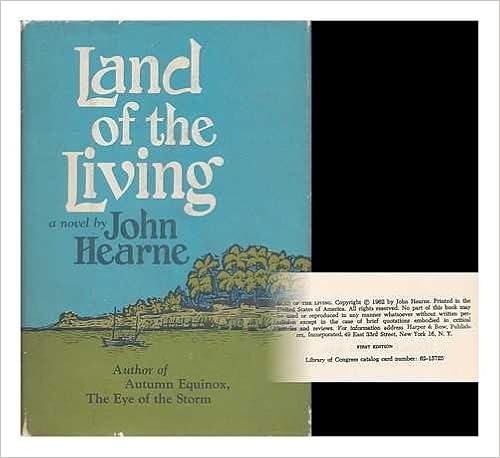 Land
of the
Living
a novel by John
Hearne
Author of
Autumn Equinox,
The Eye of the Storm
OF THE LIVING. Copyright © 1962 by John Hearne. Printed in the
United States of America. All rights reserved. No part of this book may
be used or reproduced in any manner whatsoever without written per-
except in the case of brief quotations embodied in critical
and reviews. For information address Harper & Row, Publish-
ers, Incorporated, 49 East 33rd Street, New York 16, N. Y.
FIRST EDITION
Library of Congress catalog card number: 62-15725